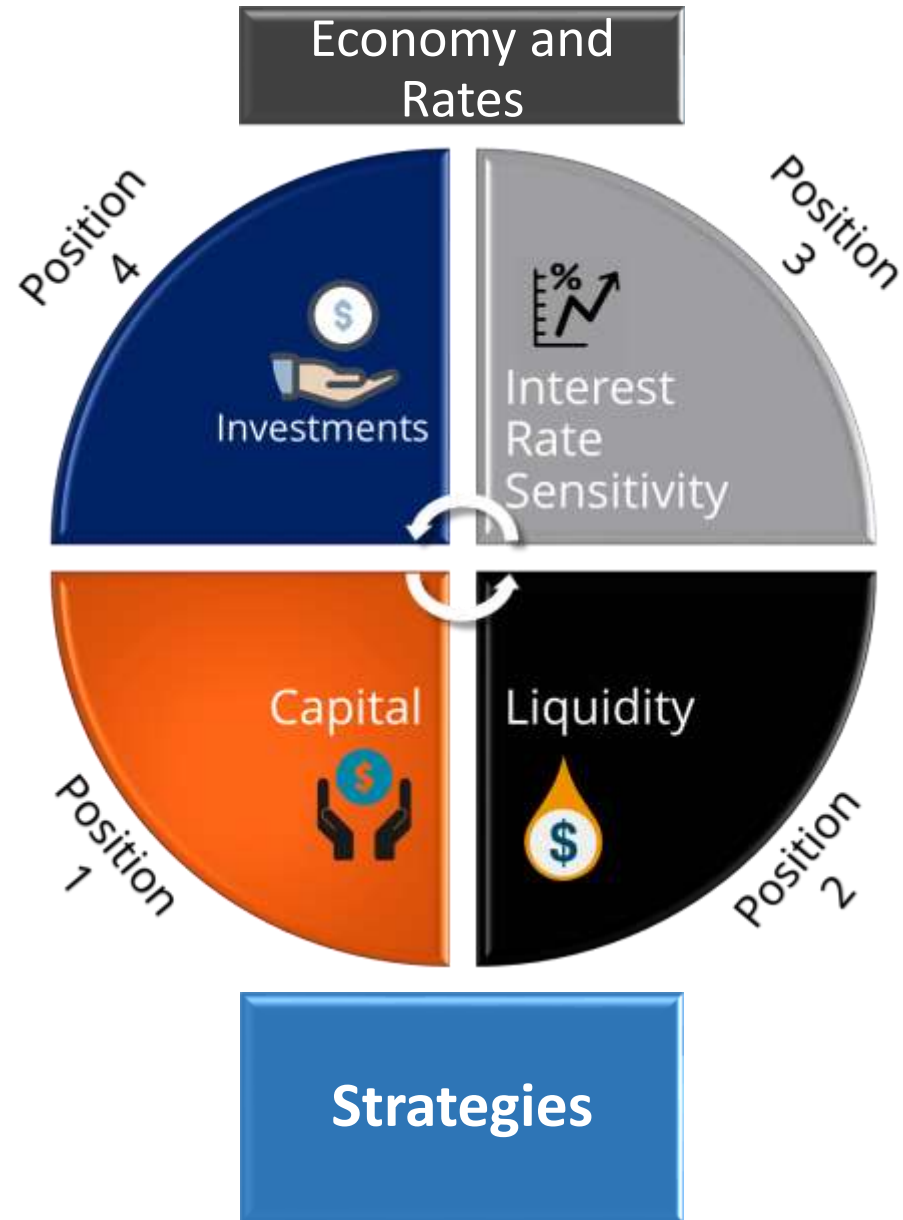 Economy and
Rates
Position
4
Position
3
$
%
Investments
Interest
Rate
Sensitivity
Capital
Liquidity
$
$
Position
1
Position
2
Strategies